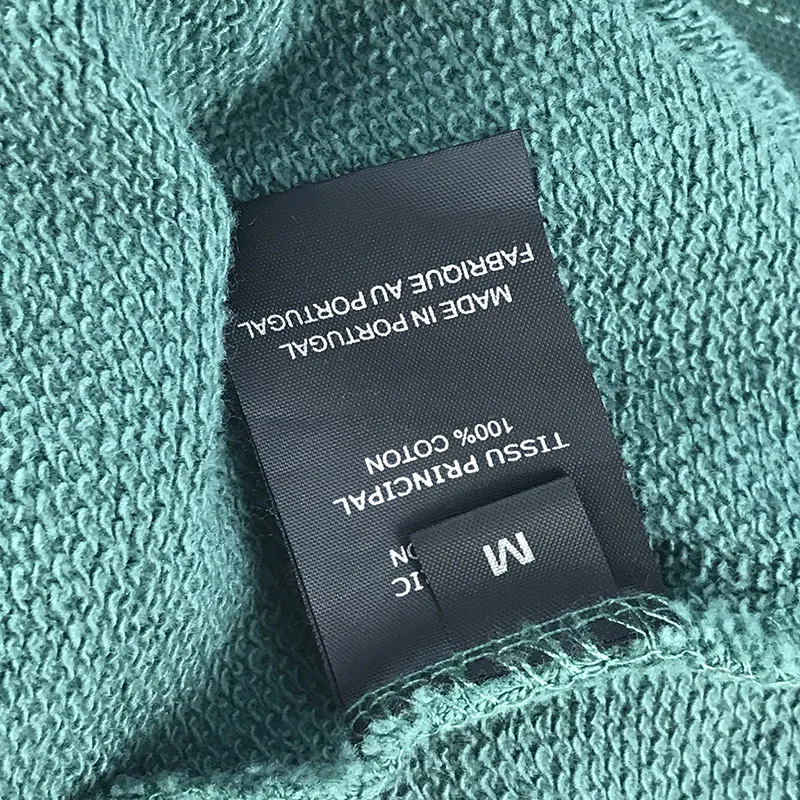 M
TISSU PRINCIPAL
100% COTON
MADE IN PORTUGAL
FABRIQUE AU PORTUGAL